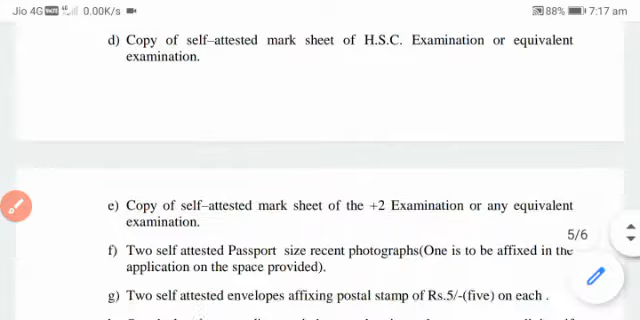 Jio 4G 0.00K/s 88% 7:17 am
d) Copy of self–attested mark sheet of H.S.C. Examination or equivalent
examination.
e) Copy of self–attested mark sheet of the +2 Examination or any equivalent
examination.
5/6
f) Two self attested Passport size recent photographs(One is to be affixed in the
application on the space provided).
g) Two self attested envelopes affixing postal stamp of Rs.5/-(five) on each .